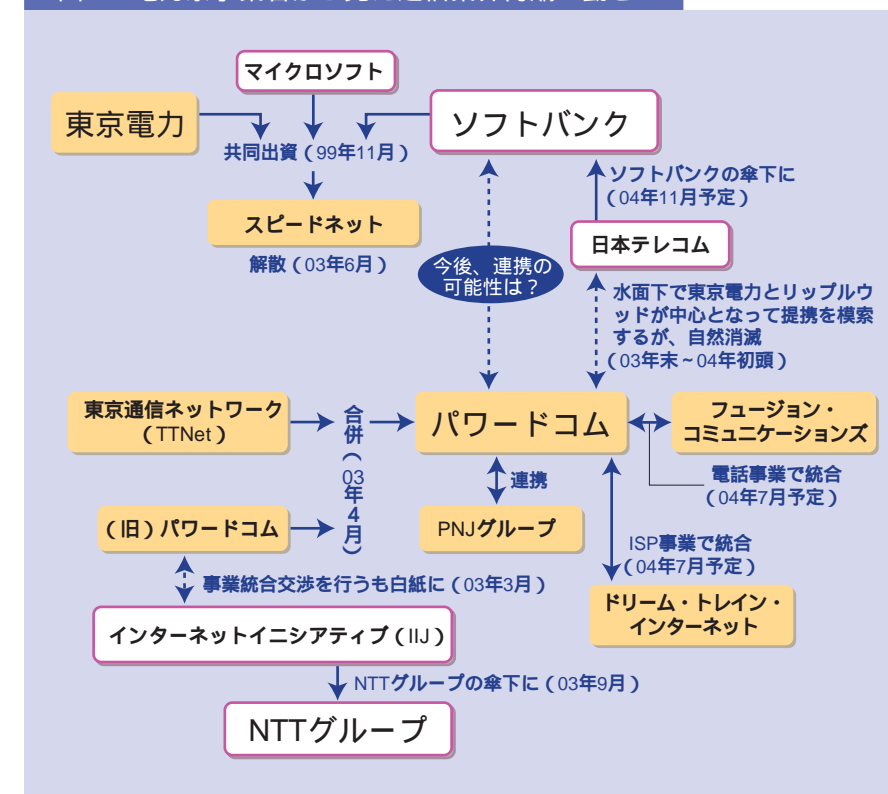 マイクロソフト
東京電力
ソフトバンク
共同出資(99年11月)
ソフトバンクの傘下に
(04年11月予定)
スピードネット
日本テレコム
解散(03年6月)
今後、連携の
可能性は?
水面下で東京電力とリップルウ
ッドが中心となって提携を模索
するが、自然消滅
(03年末~04年初頭)
東京通信ネットワーク
(TTNet)
合併(03年4月)
パワードコム
フュージョン・
コミュニケーションズ
連携
電話事業で統合
(04年7月予定)
(旧)パワードコム
PNJグループ
ISP事業で統合
(04年7月予定)
事業統合交渉を行うも白紙に(03年3月)
ドリーム・トレイン・
インターネット
インターネットイニシアティブ(IIJ)
NTTグループの傘下に(03年9月)
NTTグループ